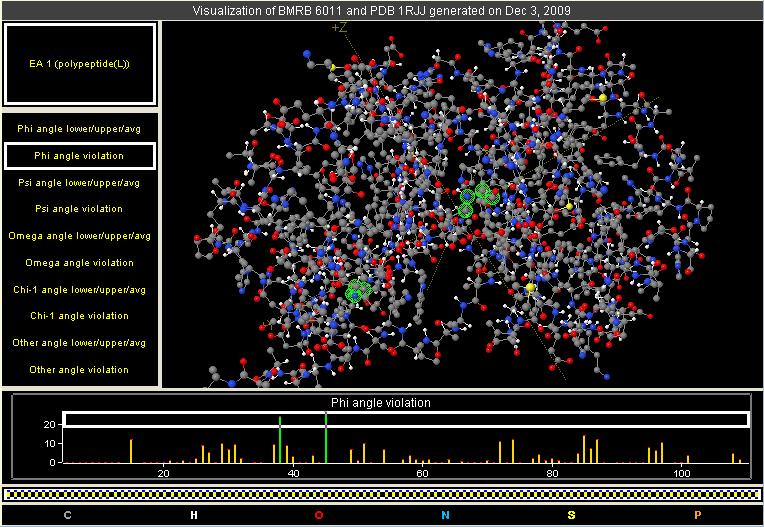 Visualization of BMRB 6011 and PDB 1RJJ generated on Dec 3, 2009
+Z
EA 1 (polypeptide(L))
Phi angle lower/upper/avg
Phi angle violation
Psi angle lower/upper/avg
Psi angle violation
Omega angle lower/upper/avg
Omega angle violation
Chi-1 angle lower/upper/avg
Chi-1 angle violation
Other angle lower/upper/avg
Other angle violation
Phi angle violation
20
10
0
20 40 60 80 100
C H O N S P